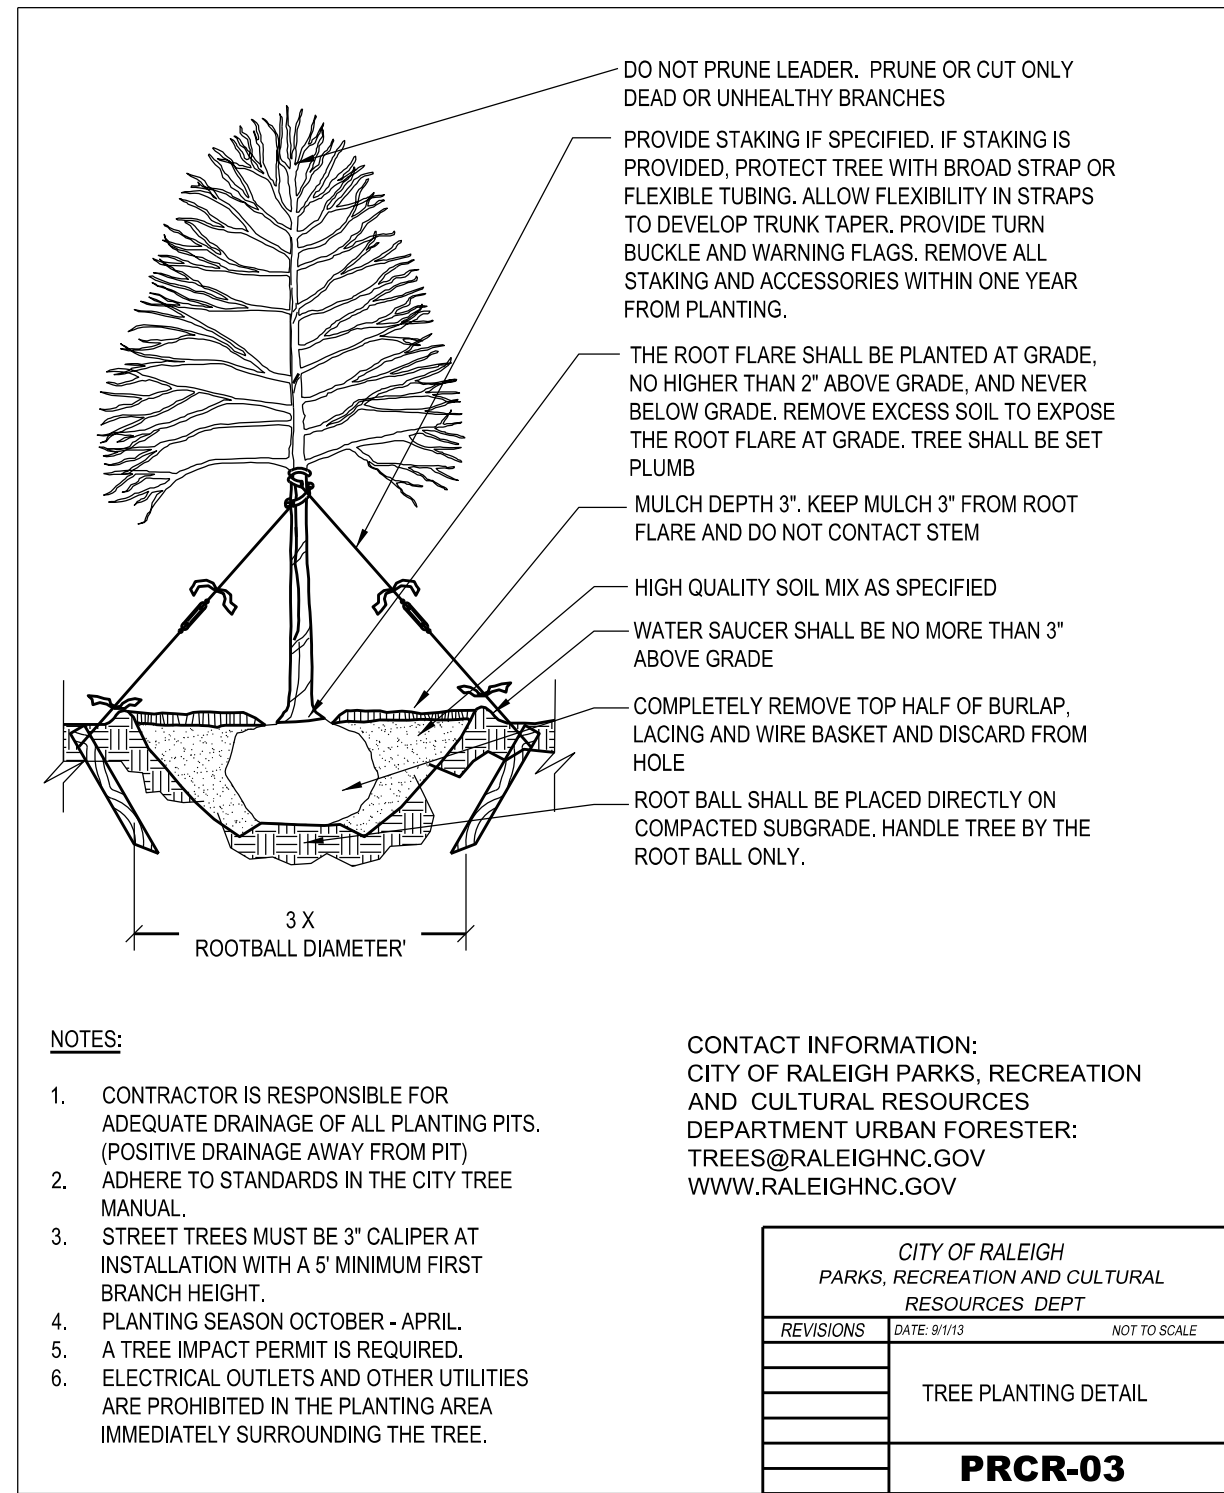 DO NOT PRUNE LEADER. PRUNE OR CUT ONLY
DEAD OR UNHEALTHY BRANCHES
PROVIDE STAKING IF SPECIFIED. IF STAKING IS
PROVIDED, PROTECT TREE WITH BROAD STRAP OR
FLEXIBLE TUBING. ALLOW FLEXIBILITY IN STRAPS
TO DEVELOP TRUNK TAPER. PROVIDE TURN
BUCKLE AND WARNING FLAGS. REMOVE ALL
STAKING AND ACCESSORIES WITHIN ONE YEAR
FROM PLANTING.
THE ROOT FLARE SHALL BE PLANTED AT GRADE,
NO HIGHER THAN 2" ABOVE GRADE, AND NEVER
BELOW GRADE. REMOVE EXCESS SOIL TO EXPOSE
THE ROOT FLARE AT GRADE. TREE SHALL BE SET
PLUMB
MULCH DEPTH 3". KEEP MULCH 3" FROM ROOT
FLARE AND DO NOT CONTACT STEM
HIGH QUALITY SOIL MIX AS SPECIFIED
WATER SAUCER SHALL BE NO MORE THAN 3"
ABOVE GRADE
COMPLETELY REMOVE TOP HALF OF BURLAP,
LACING AND WIRE BASKET AND DISCARD FROM
HOLE
ROOT BALL SHALL BE PLACED DIRECTLY ON
COMPACTED SUBGRADE. HANDLE TREE BY THE
ROOT BALL ONLY.
3 X
ROOTBALL DIAMETER'
NOTES:
1. CONTRACTOR IS RESPONSIBLE FOR
ADEQUATE DRAINAGE OF ALL PLANTING PITS.
(POSITIVE DRAINAGE AWAY FROM PIT)
2. ADHERE TO STANDARDS IN THE CITY TREE
MANUAL.
3. STREET TREES MUST BE 3" CALIPER AT
INSTALLATION WITH A 5' MINIMUM FIRST
BRANCH HEIGHT.
4. PLANTING SEASON OCTOBER - APRIL.
5. A TREE IMPACT PERMIT IS REQUIRED.
6. ELECTRICAL OUTLETS AND OTHER UTILITIES
ARE PROHIBITED IN THE PLANTING AREA
IMMEDIATELY SURROUNDING THE TREE.
CONTACT INFORMATION:
CITY OF RALEIGH PARKS, RECREATION
AND CULTURAL RESOURCES
DEPARTMENT URBAN FORESTER:
TREES@RALEIGHNC.GOV
WWW.RALEIGHNC.GOV
CITY OF RALEIGH
PARKS, RECREATION AND CULTURAL
RESOURCES DEPT
REVISIONS DATE: 9/1/13 NOT TO SCALE
TREE PLANTING DETAIL
PRCR-03